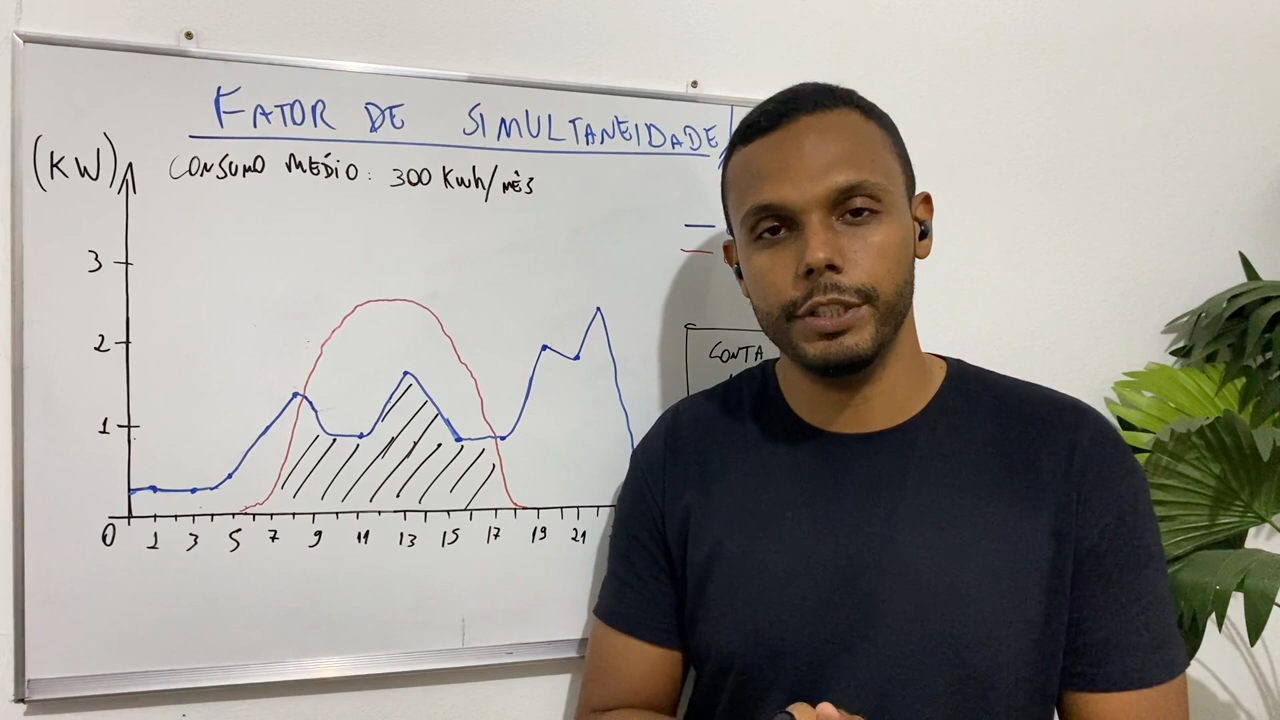 FATOR DE SIMULTANEIDADE
(KW)
CONSUMO MÉDIO: 300 KWh/MÊS
3
2
1
0 1 3 5 7 9 11 13 15 17 19 21
CONTA